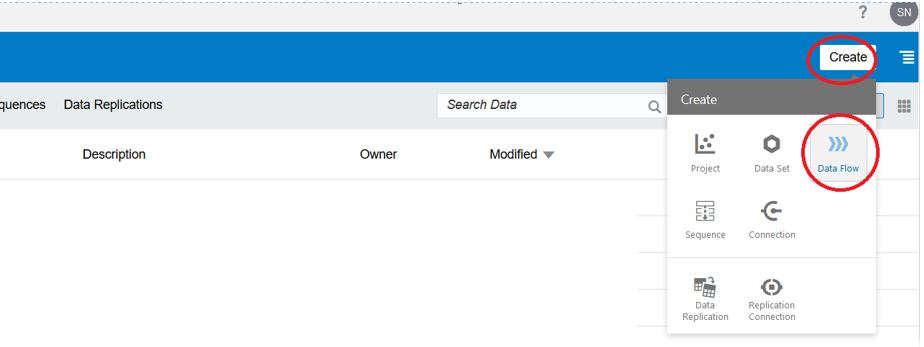 ? SN
Create
quences Data Replications Search Data
Create
Description Owner Modified
Project Data Set Data Flow
Sequence Connection
Data Replication
Replication Connection